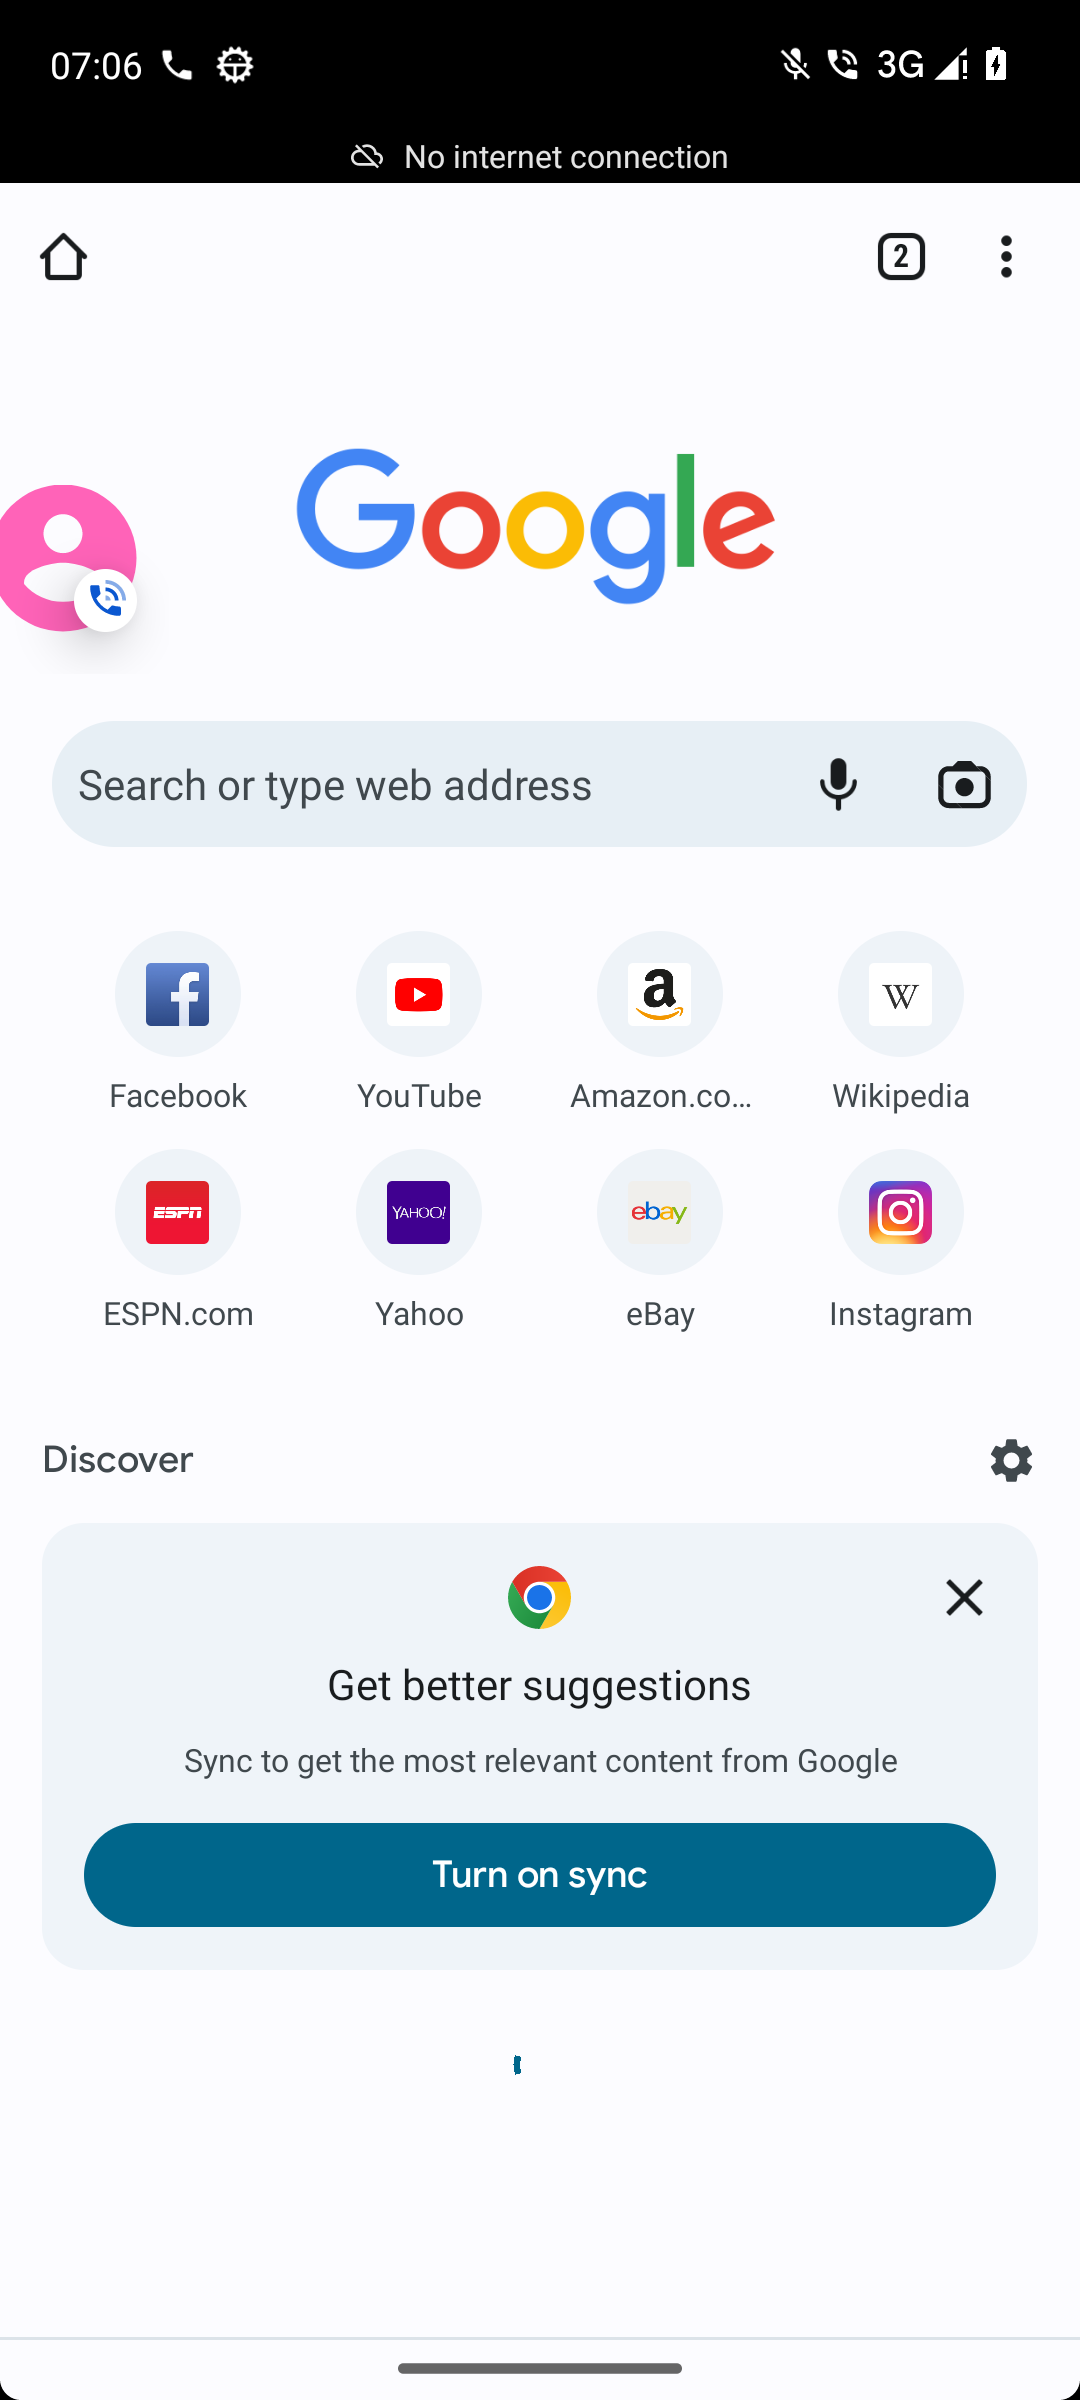 07:06
3G
No internet connection
2
Google
Search or type web address
Facebook
YouTube
Amazon.co...
Wikipedia
ESPN
YAHOO!
ebay
ESPN.com
Yahoo
eBay
Instagram
Discover
Get better suggestions
Sync to get the most relevant content from Google
Turn on sync